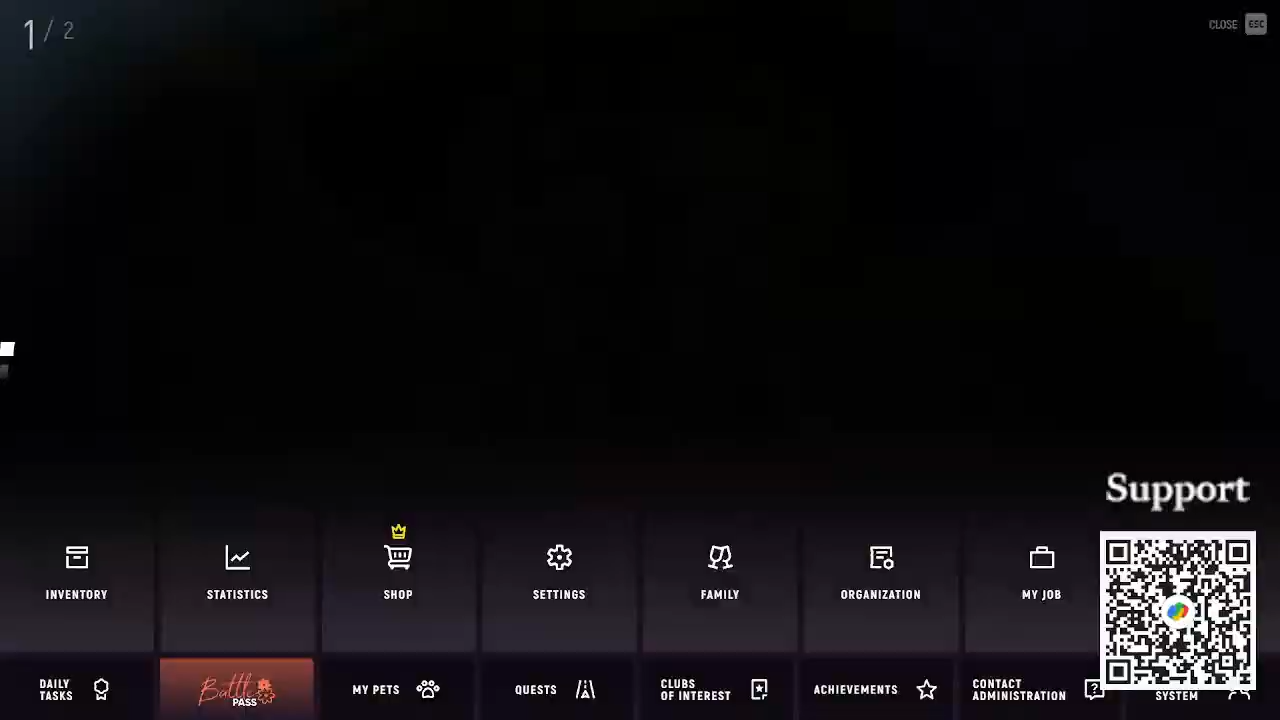 1 / 2
CLOSE ESC
Support
INVENTORY
STATISTICS
SHOP
SETTINGS
FAMILY
ORGANIZATION
MY JOB
DAILY
TASKS
Battle
PASS
MY PETS
QUESTS
CLUBS
OF INTEREST
ACHIEVEMENTS
CONTACT
ADMINISTRATION
SYSTEM